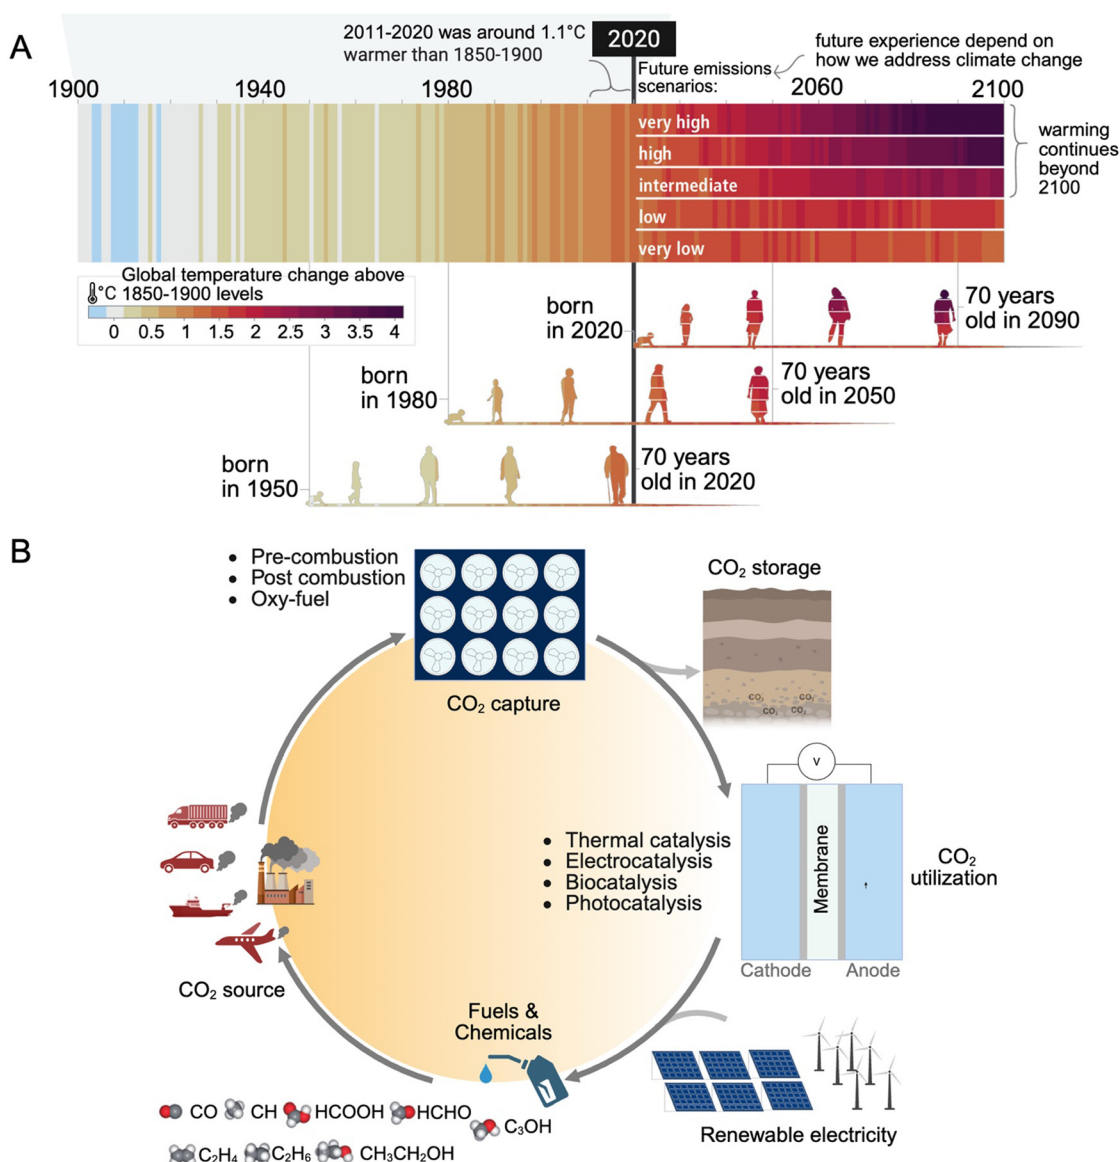 A
2011-2020 was around 1.1°C
warmer than 1850-1900
2020
future experience depend on
how we address climate change
Future emissions
scenarios:
1900 1940 1980 2060 2100
very high
high
intermediate
low
very low
warming
continues
beyond
2100
Global temperature change above
°C 1850-1900 levels
0 0.5 1 1.5 2 2.5 3 3.5 4
born
in 2020
70 years
old in 2090
born
in 1980
70 years
old in 2050
born
in 1950
70 years
old in 2020
B
• Pre-combustion
• Post combustion
• Oxy-fuel
CO₂ capture
CO₂ storage
CO₂ CO₂
CO₂ CO₂
V
• Thermal catalysis
• Electrocatalysis
• Biocatalysis
• Photocatalysis
Membrane
Cathode Anode
CO₂
utilization
CO₂ source
Fuels &
Chemicals
Renewable electricity
CO CH HCOOH HCHO C₃OH
C₂H₄ C₂H₆ CH₃CH₂OH